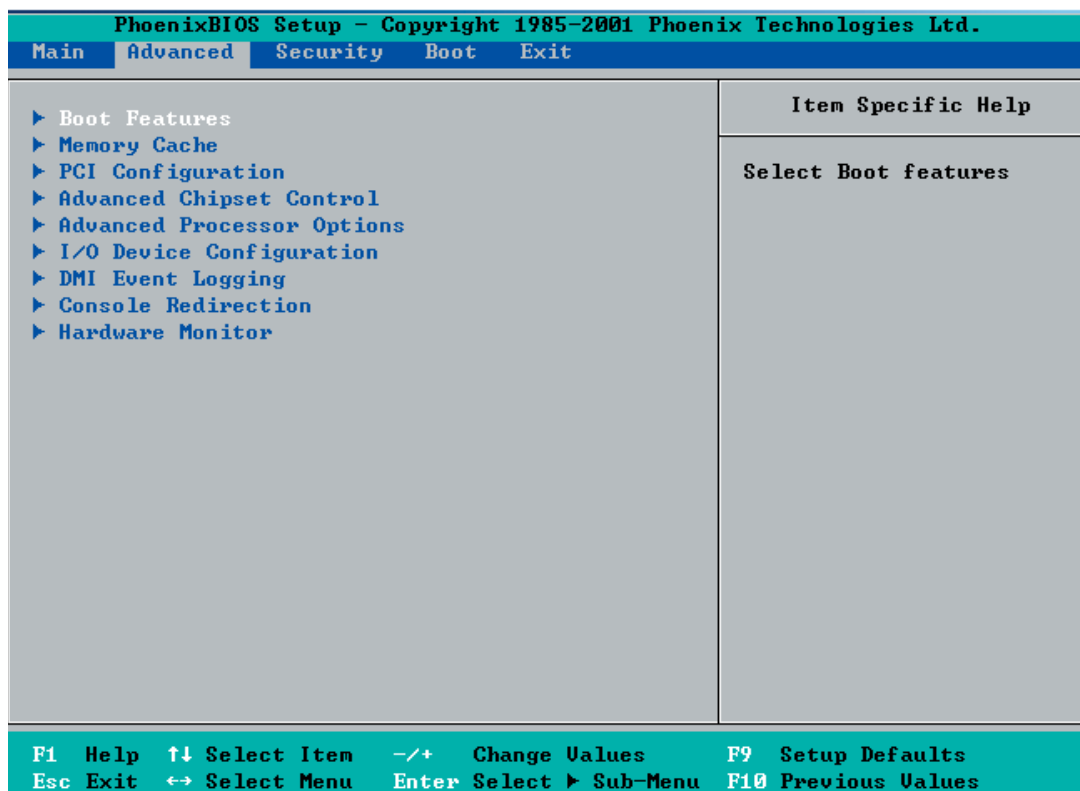 PhoenixBIOS Setup – Copyright 1985-2001 Phoenix Technologies Ltd.
Main Advanced Security Boot Exit
Item Specific Help
▶ Boot Features
▶ Memory Cache
▶ PCI Configuration
▶ Advanced Chipset Control
▶ Advanced Processor Options
▶ I/O Device Configuration
▶ DMI Event Logging
▶ Console Redirection
▶ Hardware Monitor
Select Boot features
F1 Help ↑↓ Select Item -/+ Change Values F9 Setup Defaults
Esc Exit ↔ Select Menu Enter Select ▶ Sub-Menu F10 Previous Values